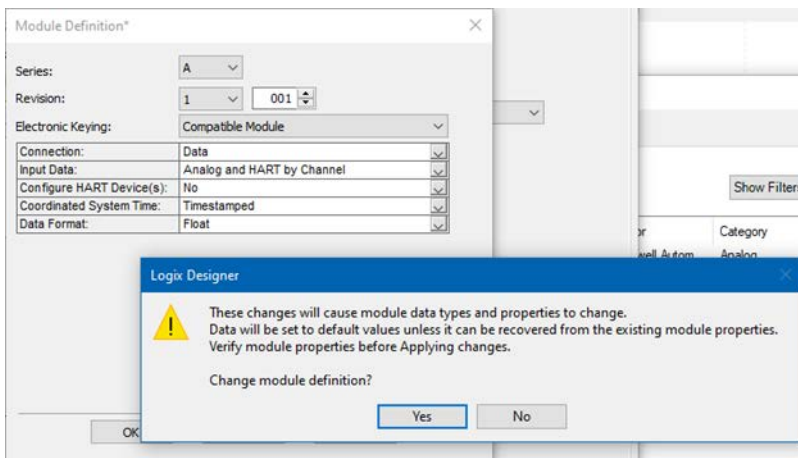 Module Definition*
Series: A
Revision: 1 001
Electronic Keying: Compatible Module
Connection: Data
Input Data: Analog and HART by Channel
Configure HART Device(s): No
Coordinated System Time: Timestamped
Data Format: Float
Show Filter
Category
Analog
Logix Designer
These changes will cause module data types and properties to change.
Data will be set to default values unless it can be recovered from the existing module properties.
Verify module properties before Applying changes.
Change module definition?
Yes No
OK